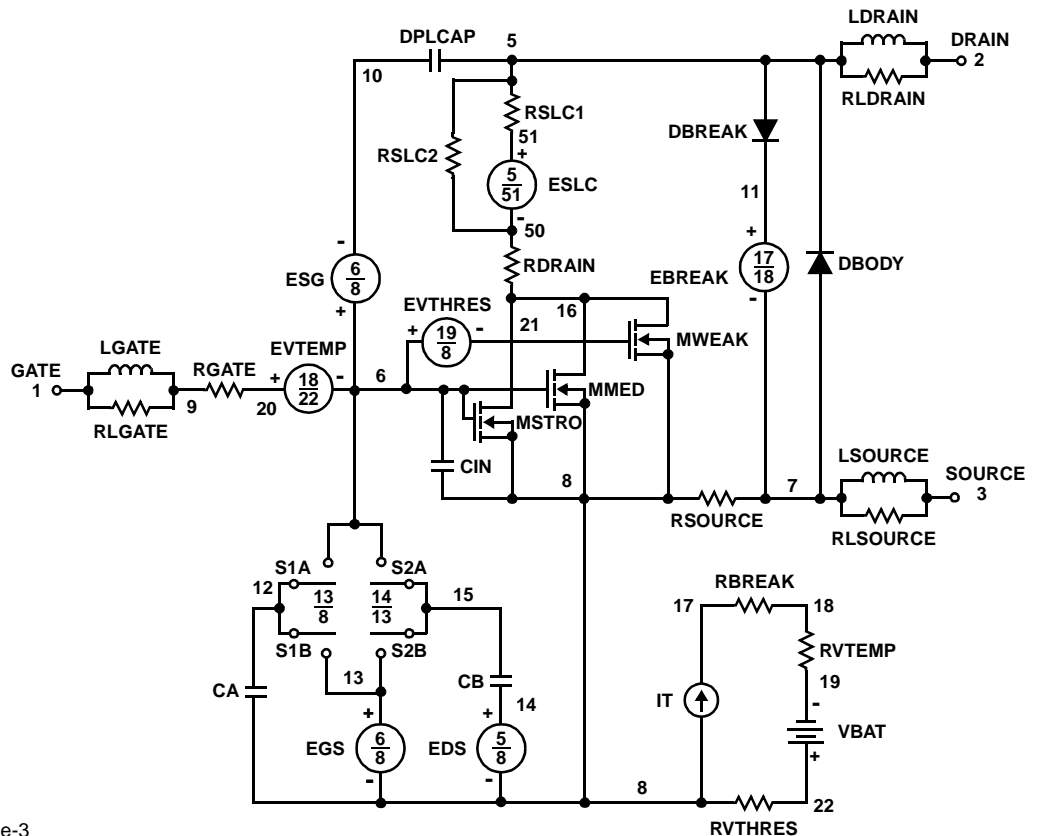 LDRAIN
DPLCAP 5 DRAIN
10 2
RLDRAIN
RSLC1
DBREAK
51
RSLC2 +
5
51
ESLC
11
-
50
-
+
17
18
6
8
ESG
RDRAIN
EBREAK
DBODY
-
+
EVTHRES
16
+ 19
8 - 21
MWEAK
LGATE
EVTEMP
GATE
1
RGATE
+ 18
22 - 6
MMED
9 20
RLGATE
MSTRO
CIN
LSOURCE
8 7 SOURCE
3
RSOURCE
RLSOURCE
S1A S2A
12 13
8
14
13
15
RBREAK
17 18
S1B S2B
RVTEMP
13
CA CB 19
IT -
14
VBAT
+ +
EGS 6
8
EDS 5
8
+
- -
8
22
RVTHRES
e-3